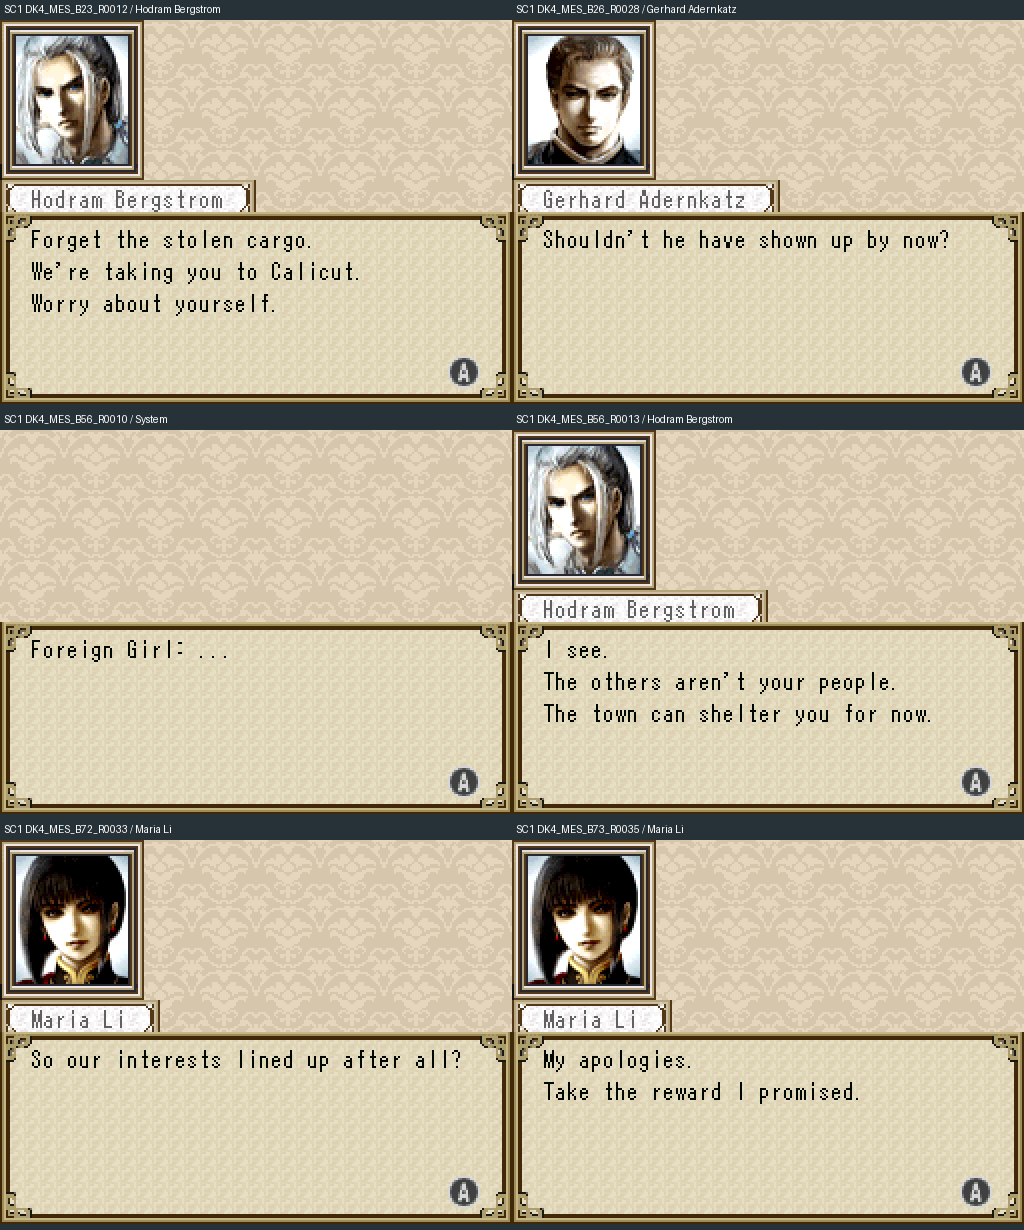 SC1 DK4_MES_B23_R0012 / Hodram Bergstrom
Hodram Bergstrom
Forget the stolen cargo.
We're taking you to Calicut.
Worry about yourself.
A
SC1 DK4_MES_B26_R0028 / Gerhard Adernkatz
Gerhard Adernkatz
Shouldn't he have shown up by now?
A
SC1 DK4_MES_B56_R0010 / System
Foreign Girl: ...
A
SC1 DK4_MES_B56_R0013 / Hodram Bergstrom
Hodram Bergstrom
I see.
The others aren't your people.
The town can shelter you for now.
A
SC1 DK4_MES_B72_R0033 / Maria Li
Maria Li
So our interests lined up after all?
A
SC1 DK4_MES_B73_R0035 / Maria Li
Maria Li
My apologies.
Take the reward I promised.
A